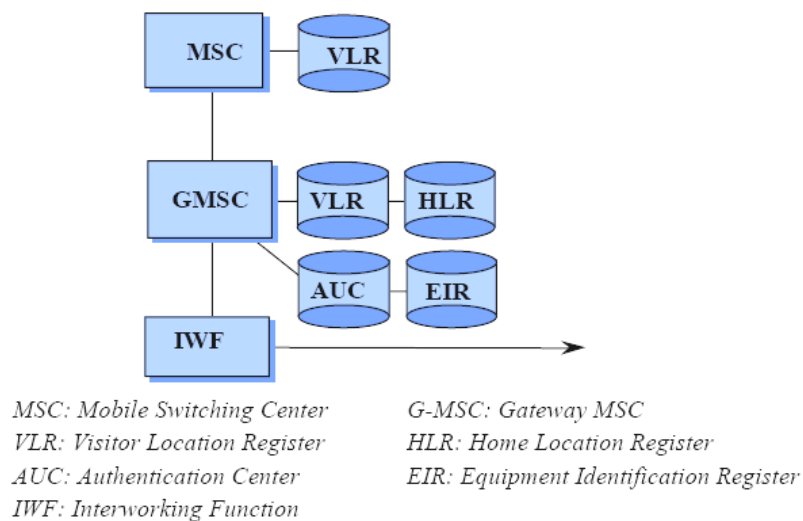 MSC VLR
GMSC VLR HLR
AUC EIR
IWF
MSC: Mobile Switching Center G-MSC: Gateway MSC
VLR: Visitor Location Register HLR: Home Location Register
AUC: Authentication Center EIR: Equipment Identification Register
IWF: Interworking Function